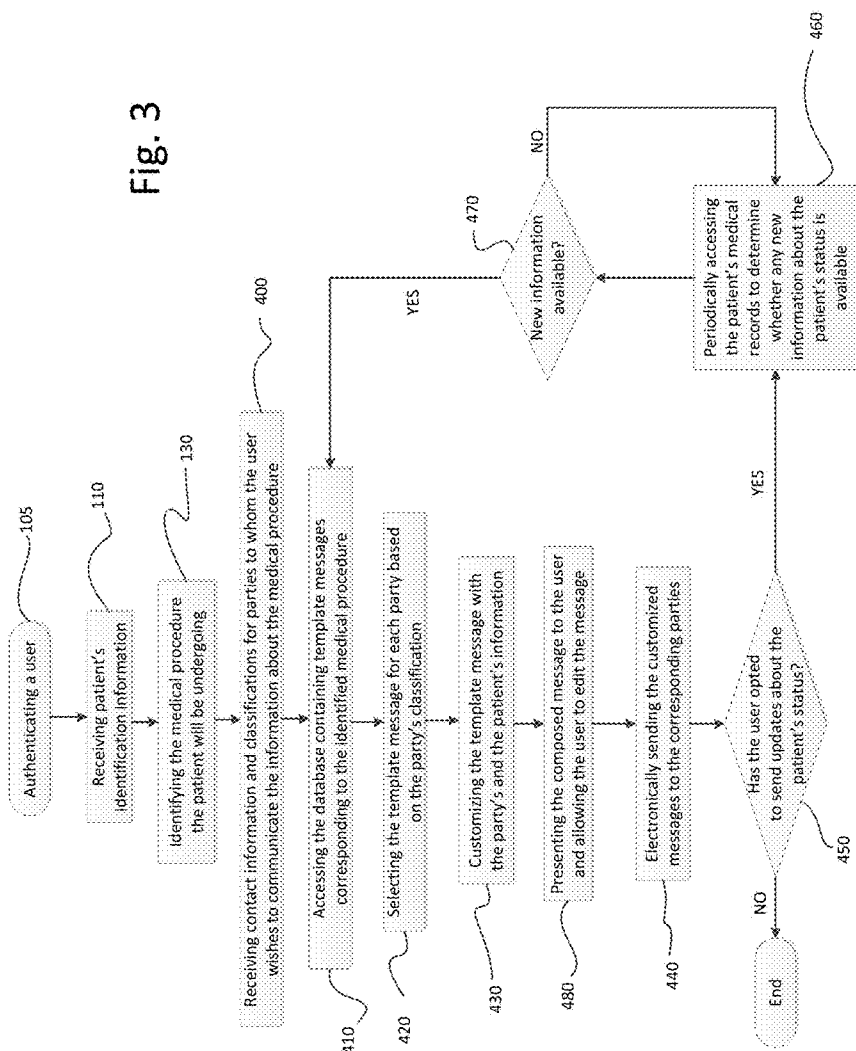 Fig. 3
Authenticating a user
105
Receiving patient's
identification Information
110
Identifying the medical procedure
the patient will be undergoing
130
Receiving contact information and classifications for parties to whom the user
wishes to communicate the information about the medical procedure
400
Accessing the database containing template messages
corresponding to the identified medical procedure
410
Selecting the template message for each party based
on the party's classification
420
Customizing the template message with
the party's and the patient's information
430
Presenting the composed message to the user
and allowing the user to edit the message
480
Electronically sending the customized
messages to the corresponding parties
440
Has the user opted
to send updates about the
patient's status?
450
NO
End
YES
Periodically accessing
the patient's medical
records to determine
whether any new
information about the
patient's status is
available
460
New information
available?
470
NO
YES